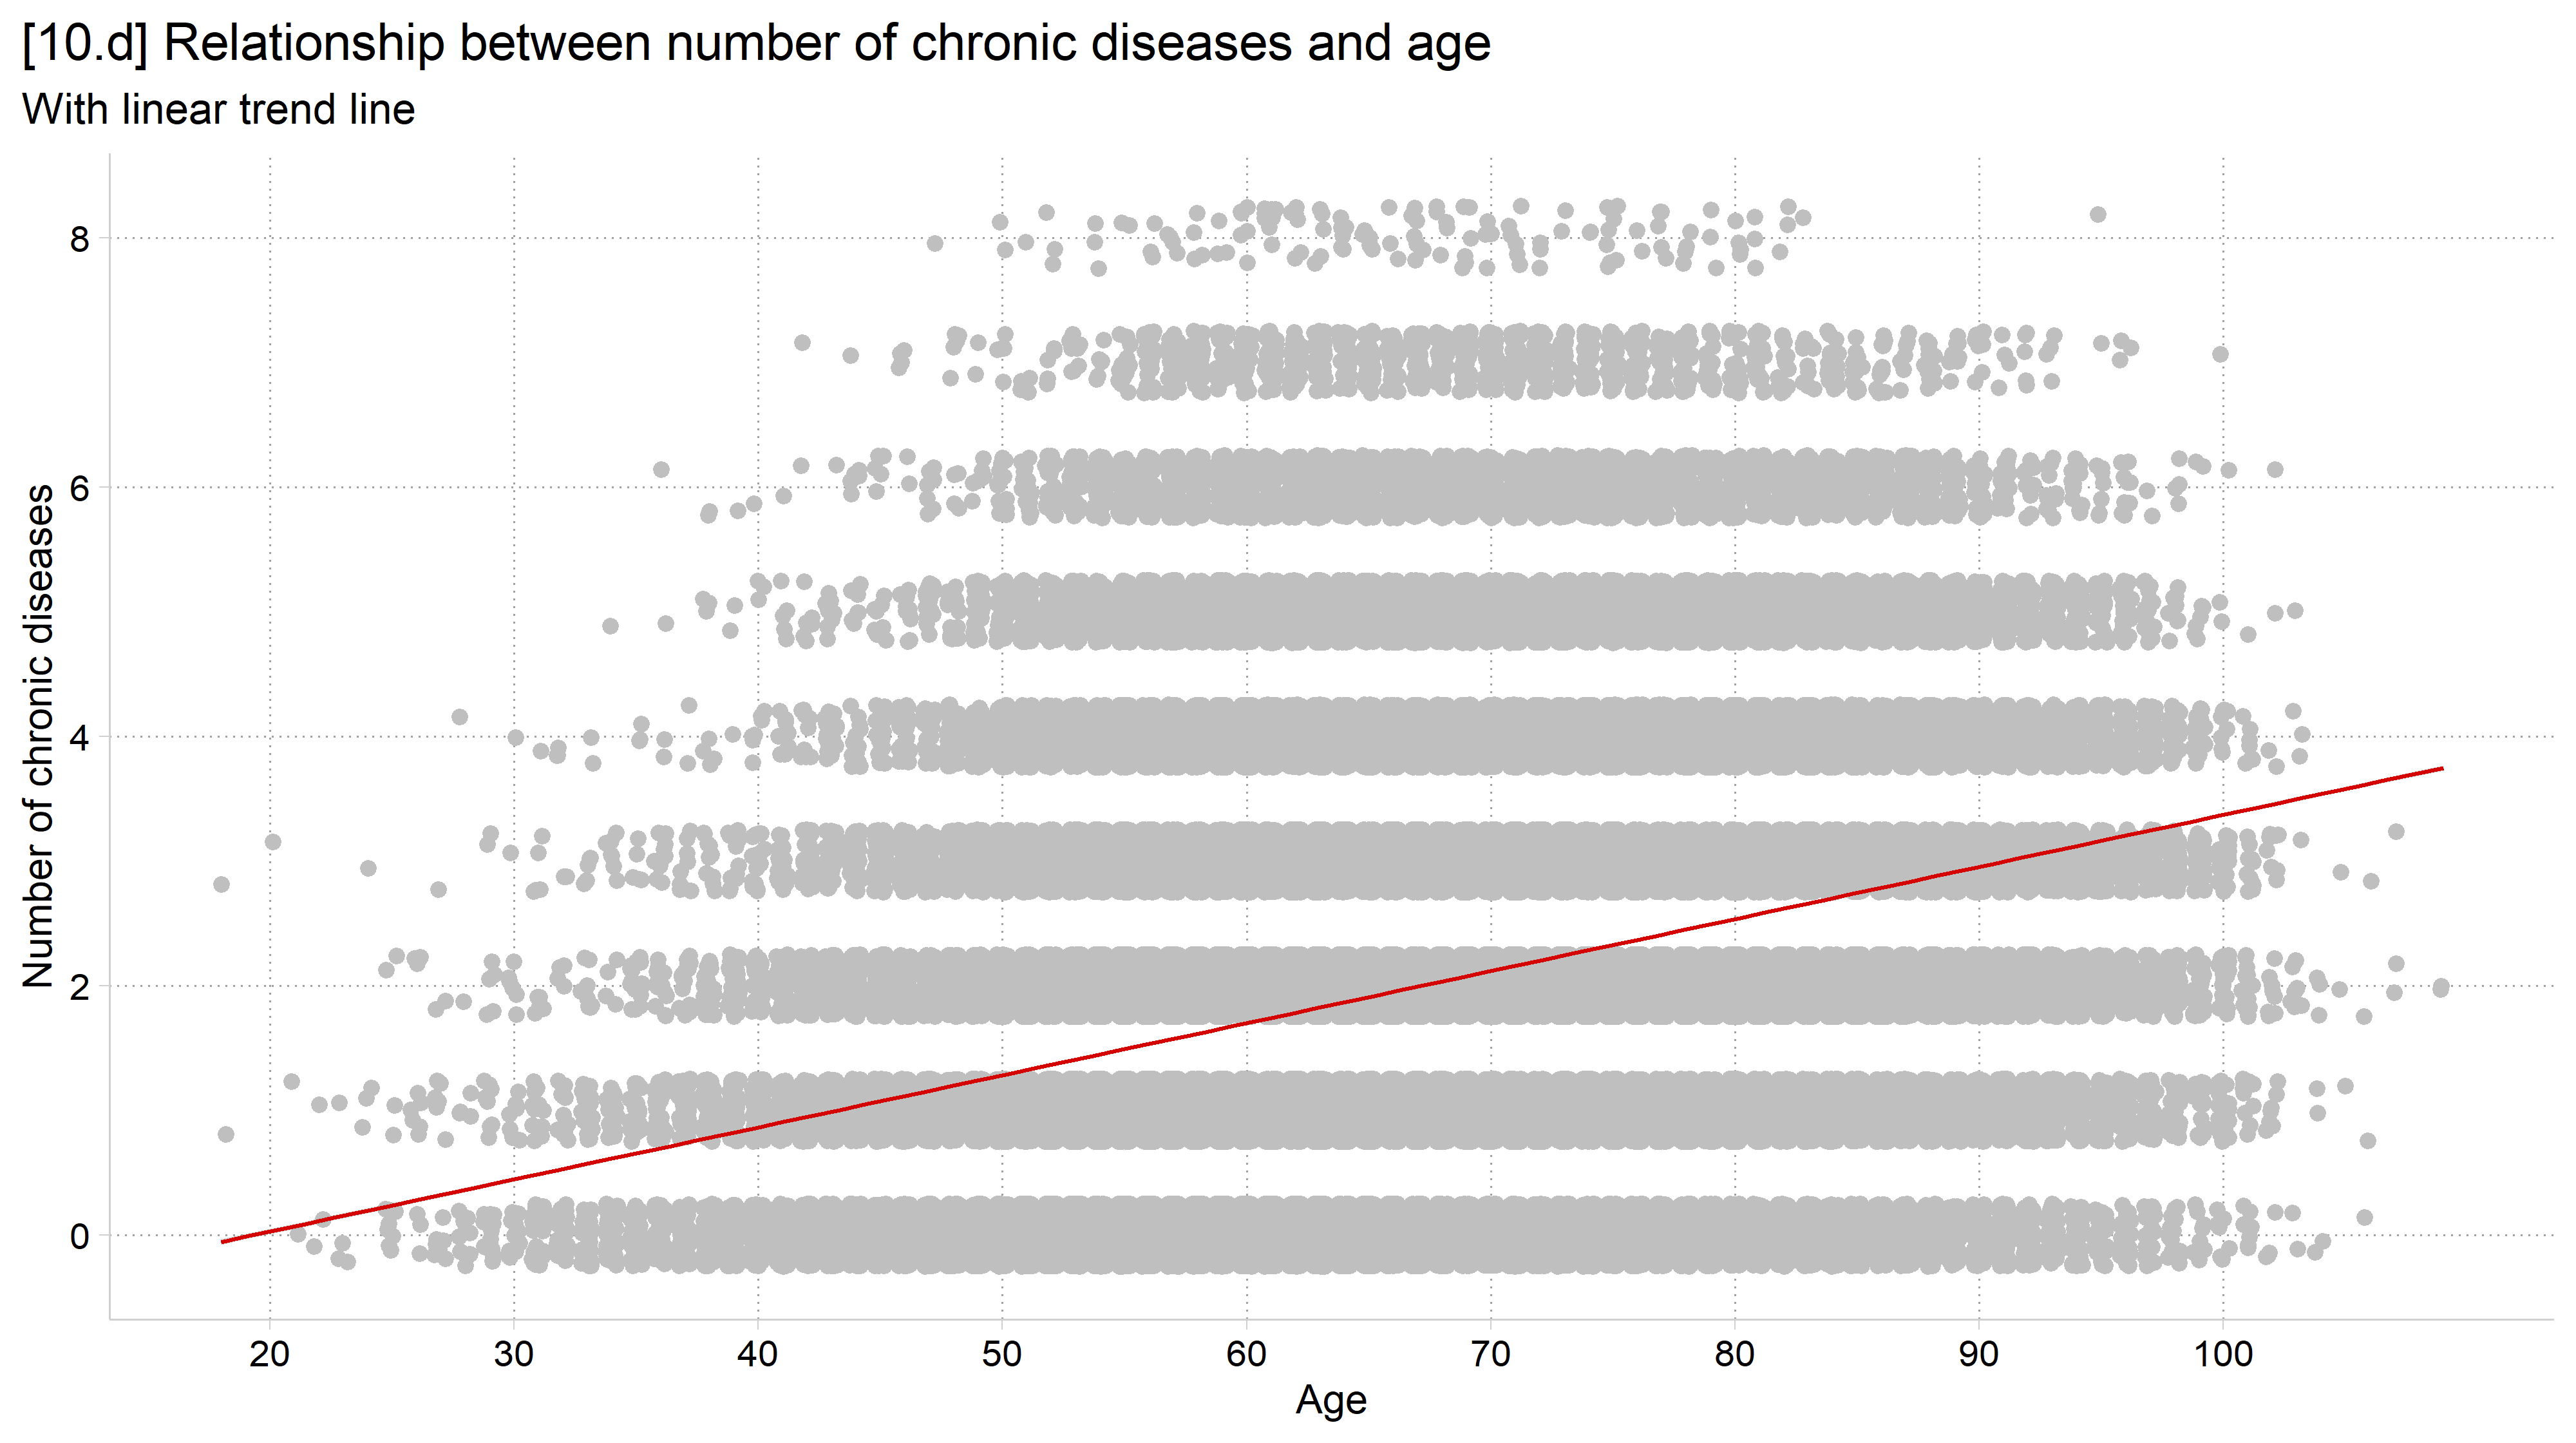 [10.d] Relationship between number of chronic diseases and age
With linear trend line
Number of chronic diseases
8
6
4
2
0
20 30 40 50 60 70 80 90 100
Age